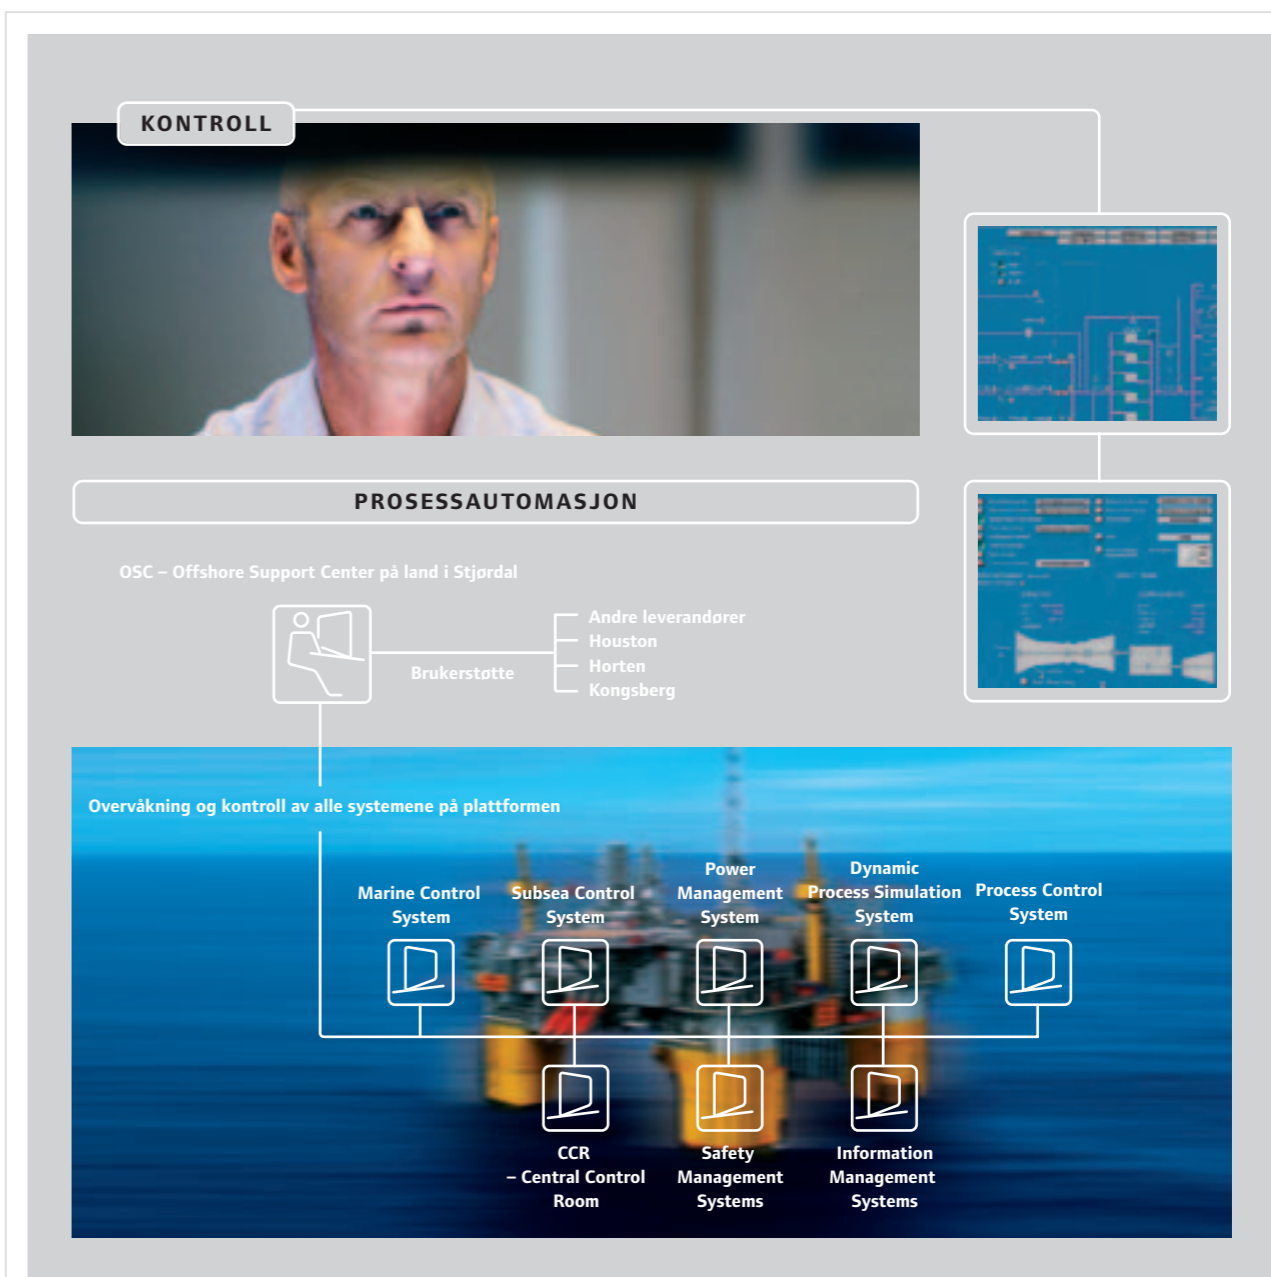 KONTROLL
PROSESSAUTOMASJON
OSC – Offshore Support Center på land i Stjørdal
Brukerstøtte
Andre leverandører
Houston
Horten
Kongsberg
Overvåkning og kontroll av alle systemene på plattformen
Marine Control
System
Subsea Control
System
Power
Management
System
Dynamic
Process Simulation
System
Process Control
System
CCR
– Central Control
Room
Safety
Management
Systems
Information
Management
Systems